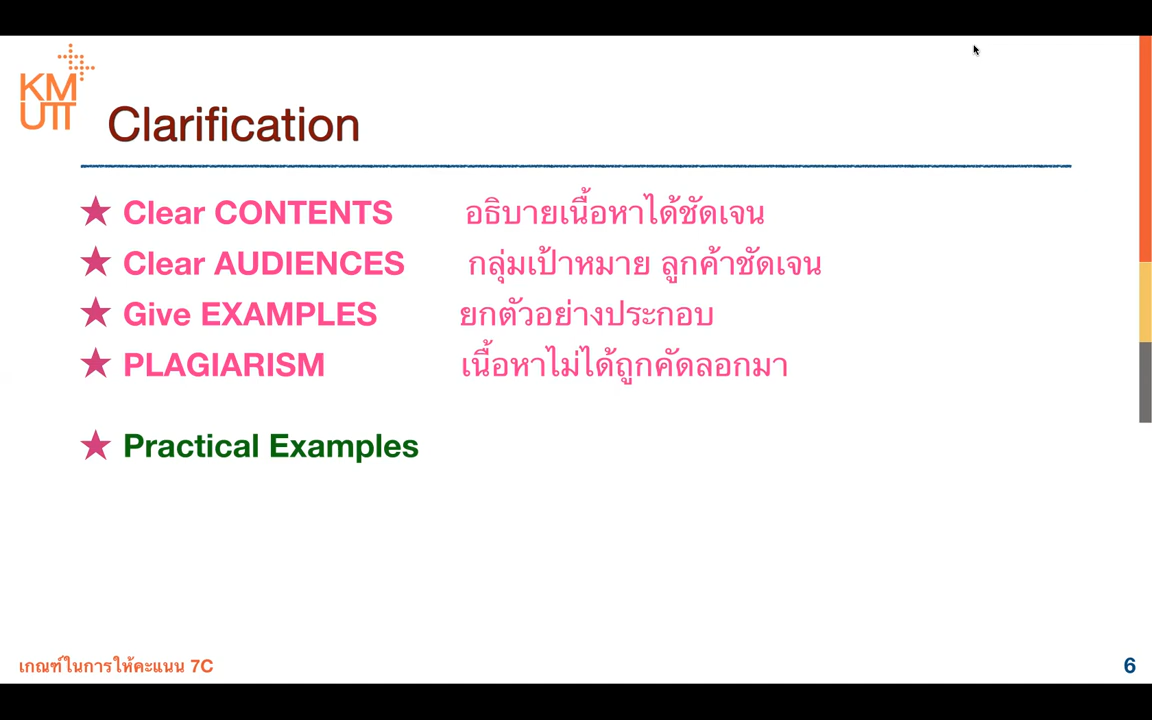 KM
UTT
Clarification
★ Clear CONTENTS อธิบายเนื้อหาได้ชัดเจน
★ Clear AUDIENCES กลุ่มเป้าหมาย ลูกค้าชัดเจน
★ Give EXAMPLES ยกตัวอย่างประกอบ
★ PLAGIARISM เนื้อหาไม่ได้ถูกคัดลอกมา
★ Practical Examples
เกณฑ์ในการให้คะแนน 7C 6